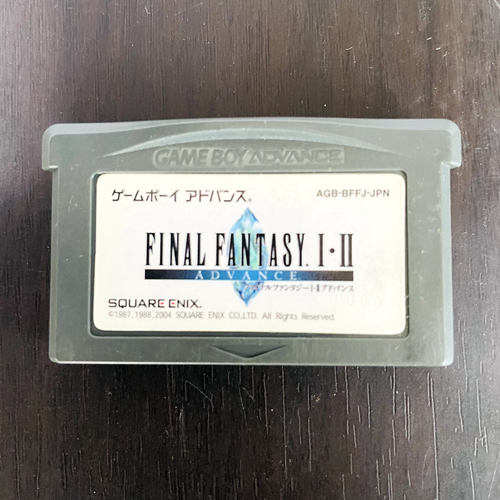 GAME BOY ADVANCE
ゲームボーイ アドバンス®
AGB-BFFJ-JPN
FINAL FANTASY® I・II
ADVANCE
ファイナルファンタジーI・IIアドバンス
SQUARE ENIX®
©1987, 1988, 2004 SQUARE ENIX CO.,LTD. All Rights Reserved.